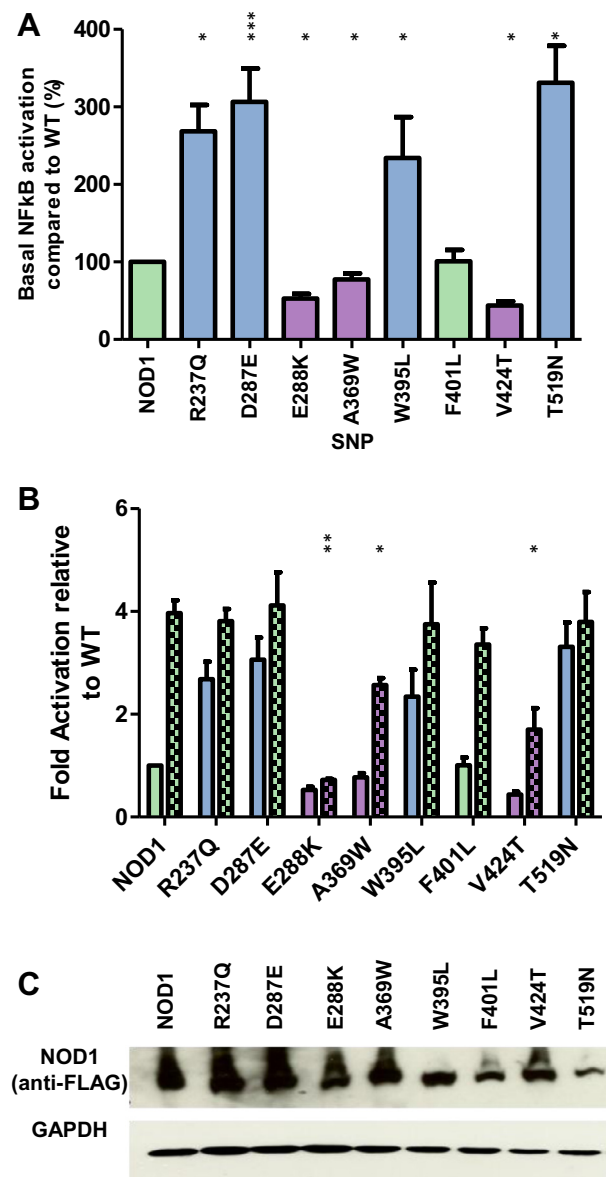 A
Basal NFkB activation
compared to WT (%)
400
300
200
100
0
* *** * * * * *
NOD1 R237Q D287E E288K A369W W395L F401L V424T T519N
SNP
B
Fold Activation relative
to WT
6
4
2
0
** * *
NOD1 R237Q D287E E288K A369W W395L F401L V424T T519N
C
NOD1 R237Q D287E E288K A369W W395L F401L V424T T519N
NOD1
(anti-FLAG)
GAPDH